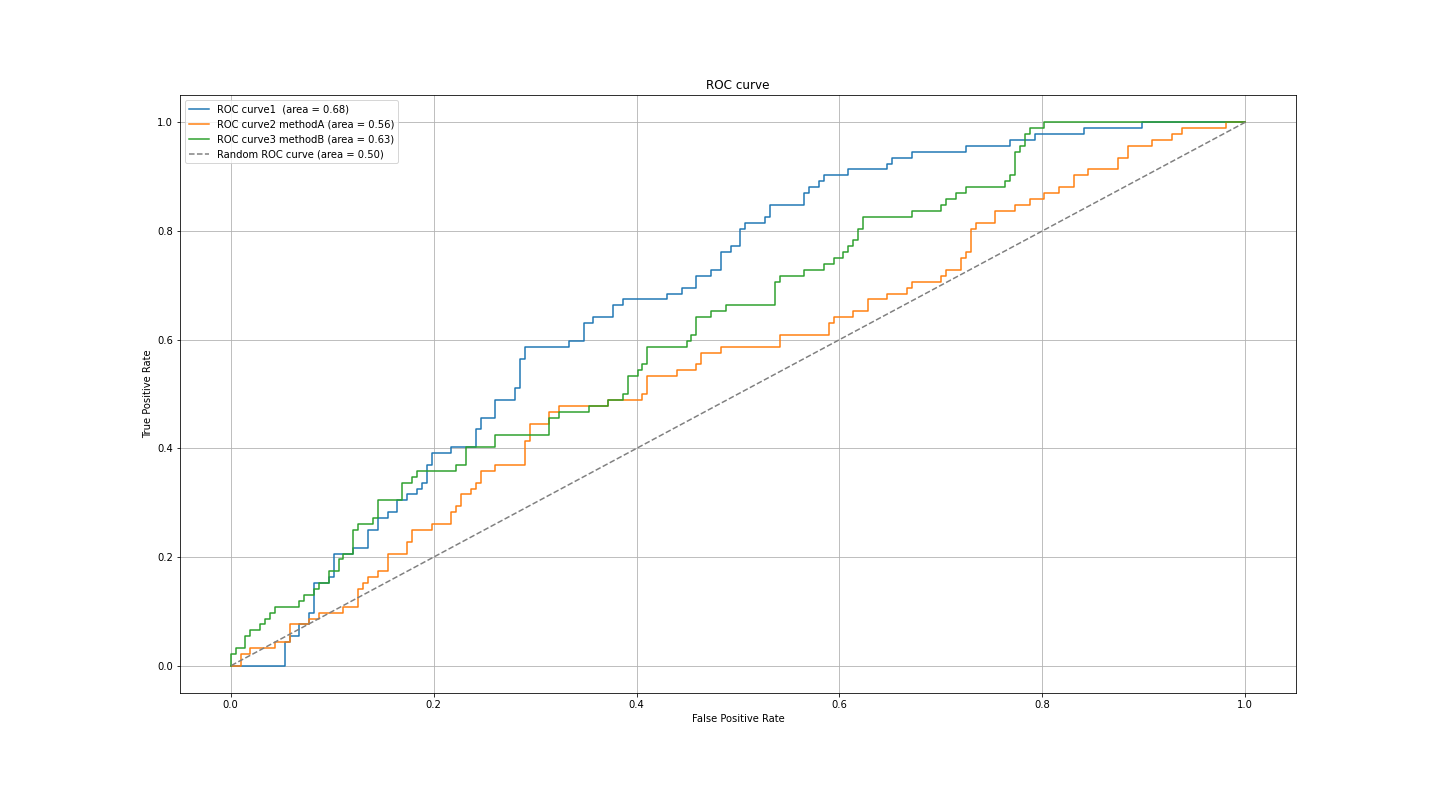 ROC curve
ROC curve1  (area = 0.68)
ROC curve2 methodA (area = 0.56)
ROC curve3 methodB (area = 0.63)
Random ROC curve (area = 0.50)
True Positive Rate
1.0
0.8
0.6
0.4
0.2
0.0
0.0 0.2 0.4 0.6 0.8 1.0
False Positive Rate